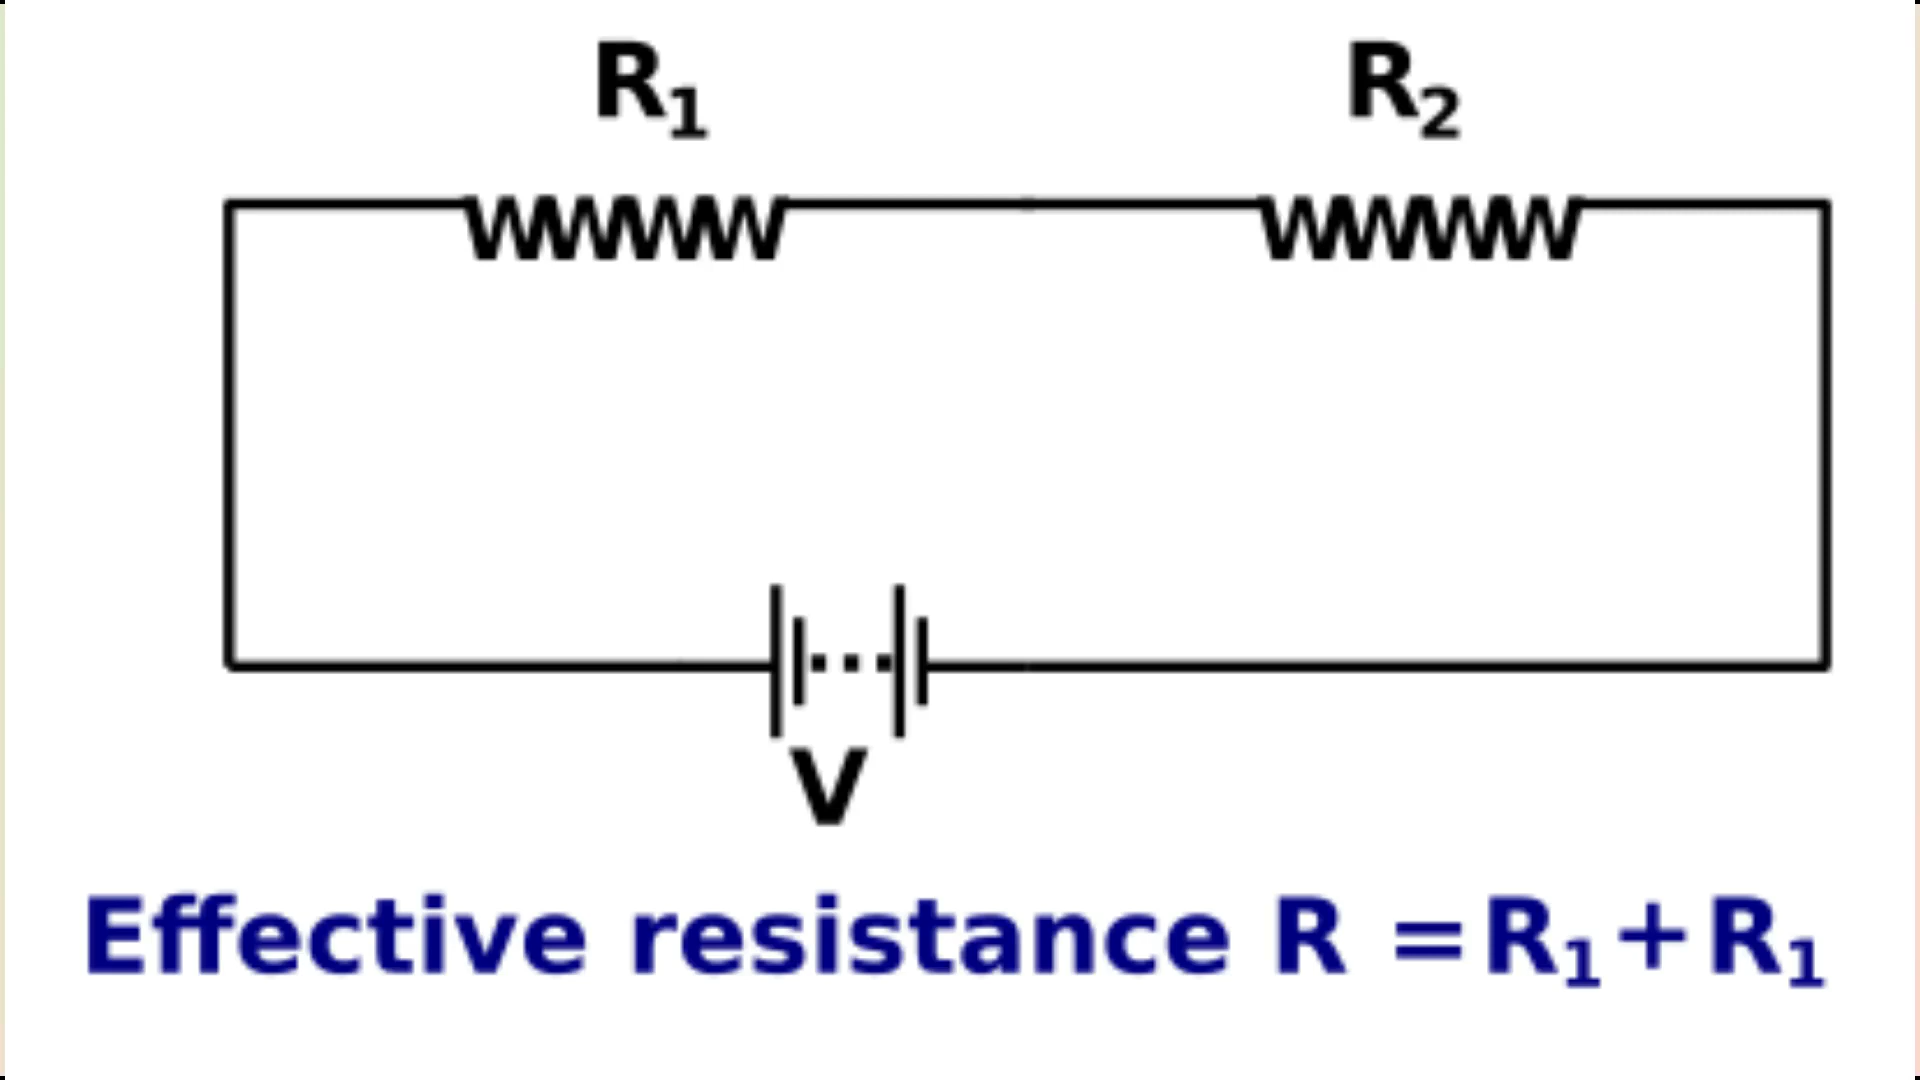 R₁ R₂
V
Effective resistance R =R₁+R₁